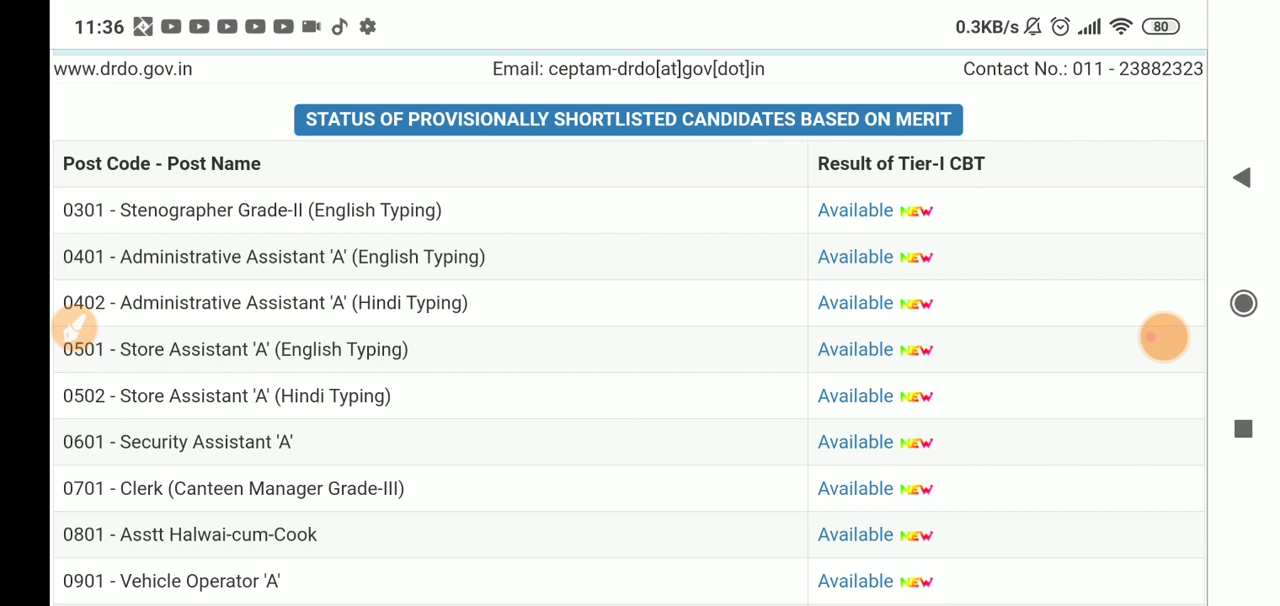 11:36 0.3KB/s 80
www.drdo.gov.in Email: ceptam-drdo[at]gov[dot]in Contact No.: 011 - 23882323
STATUS OF PROVISIONALLY SHORTLISTED CANDIDATES BASED ON MERIT
Post Code - Post Name Result of Tier-I CBT
0301 - Stenographer Grade-II (English Typing) Available NEW
0401 - Administrative Assistant 'A' (English Typing) Available NEW
0402 - Administrative Assistant 'A' (Hindi Typing) Available NEW
0501 - Store Assistant 'A' (English Typing) Available NEW
0502 - Store Assistant 'A' (Hindi Typing) Available NEW
0601 - Security Assistant 'A' Available NEW
0701 - Clerk (Canteen Manager Grade-III) Available NEW
0801 - Asstt Halwai-cum-Cook Available NEW
0901 - Vehicle Operator 'A' Available NEW